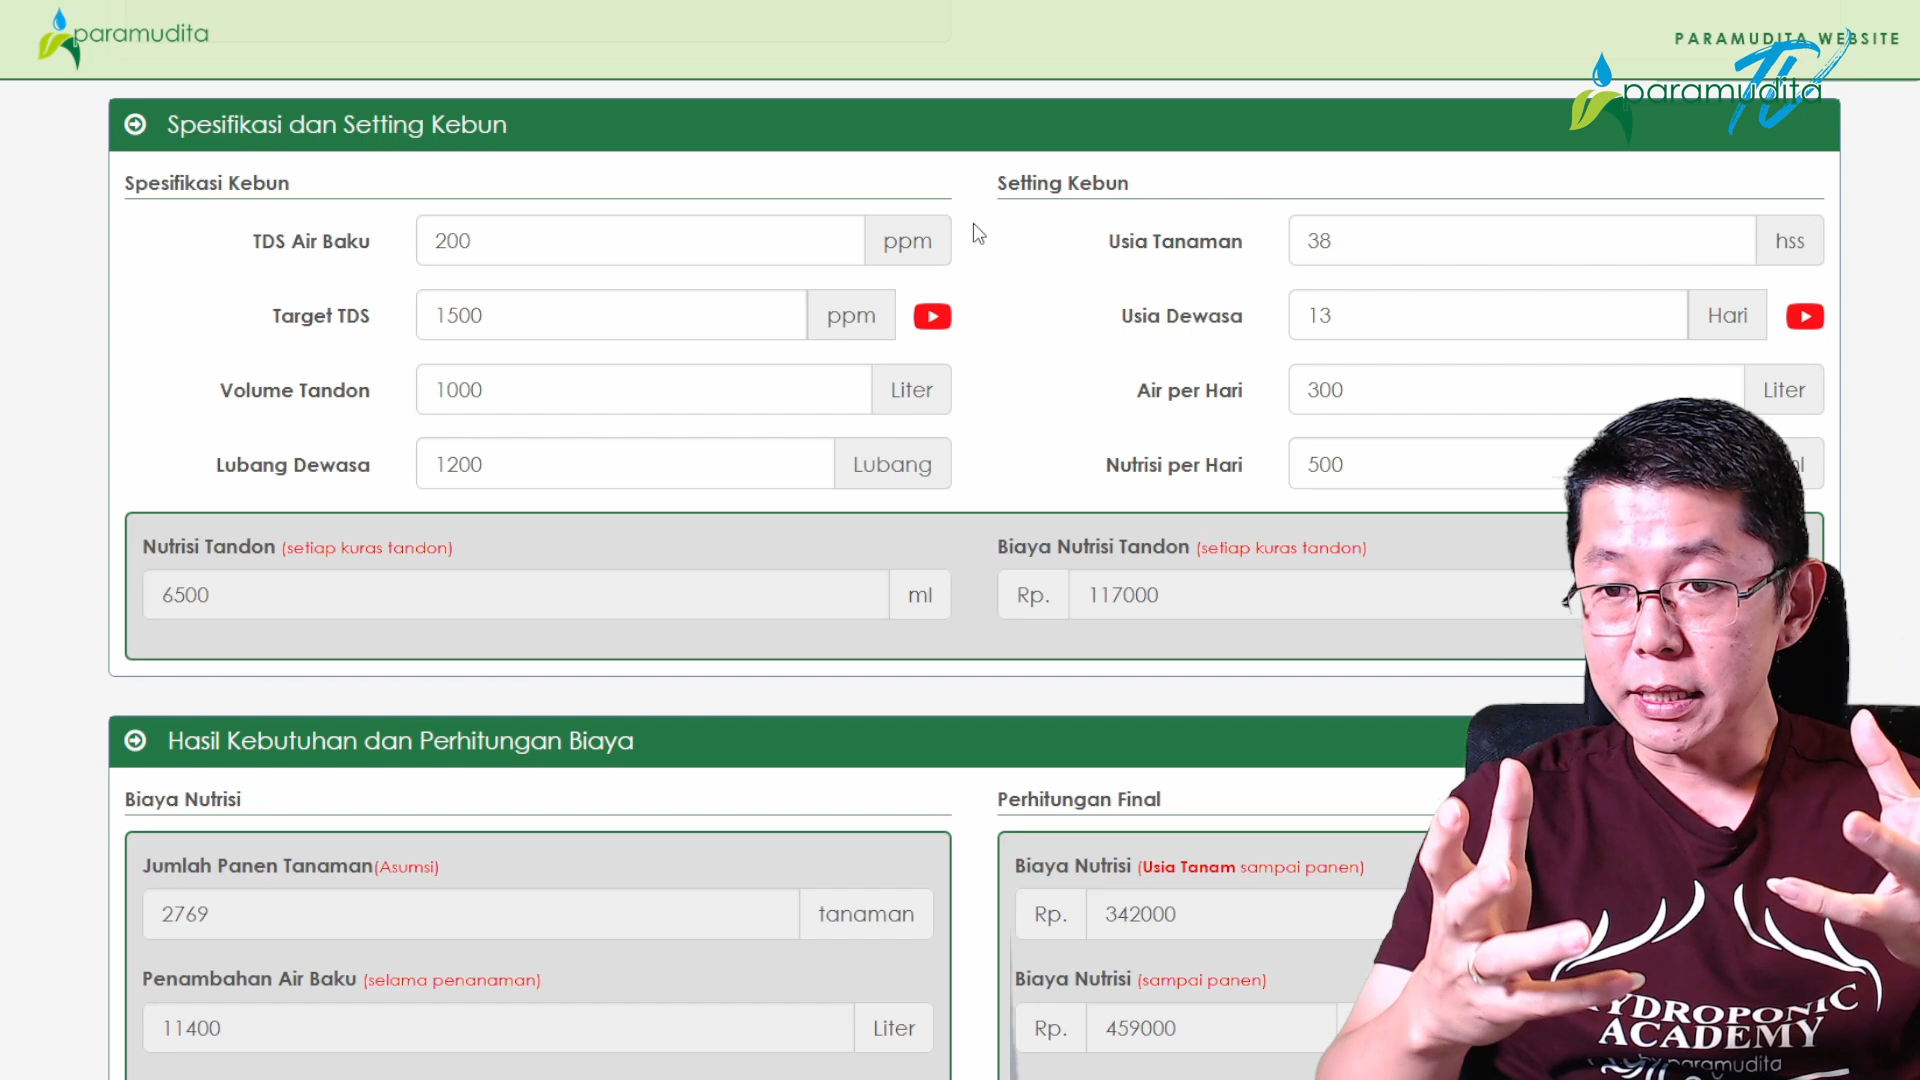 paramudita
PARAMUDITA WEBSITE
paramudita TV
Spesifikasi dan Setting Kebun
Spesifikasi Kebun
TDS Air Baku 200 ppm
Target TDS 1500 ppm
Volume Tandon 1000 Liter
Lubang Dewasa 1200 Lubang
Setting Kebun
Usia Tanaman 38 hss
Usia Dewasa 13 Hari
Air per Hari 300 Liter
Nutrisi per Hari 500
Nutrisi Tandon (setiap kuras tandon)
6500 ml
Biaya Nutrisi Tandon (setiap kuras tandon)
Rp. 117000
Hasil Kebutuhan dan Perhitungan Biaya
Biaya Nutrisi
Jumlah Panen Tanaman(Asumsi)
2769 tanaman
Penambahan Air Baku (selama penanaman)
11400 Liter
Perhitungan Final
Biaya Nutrisi (Usia Tanam sampai panen)
Rp. 342000
Biaya Nutrisi (sampai panen)
Rp. 459000
YDROPONIC
ACADEMY
paramudita